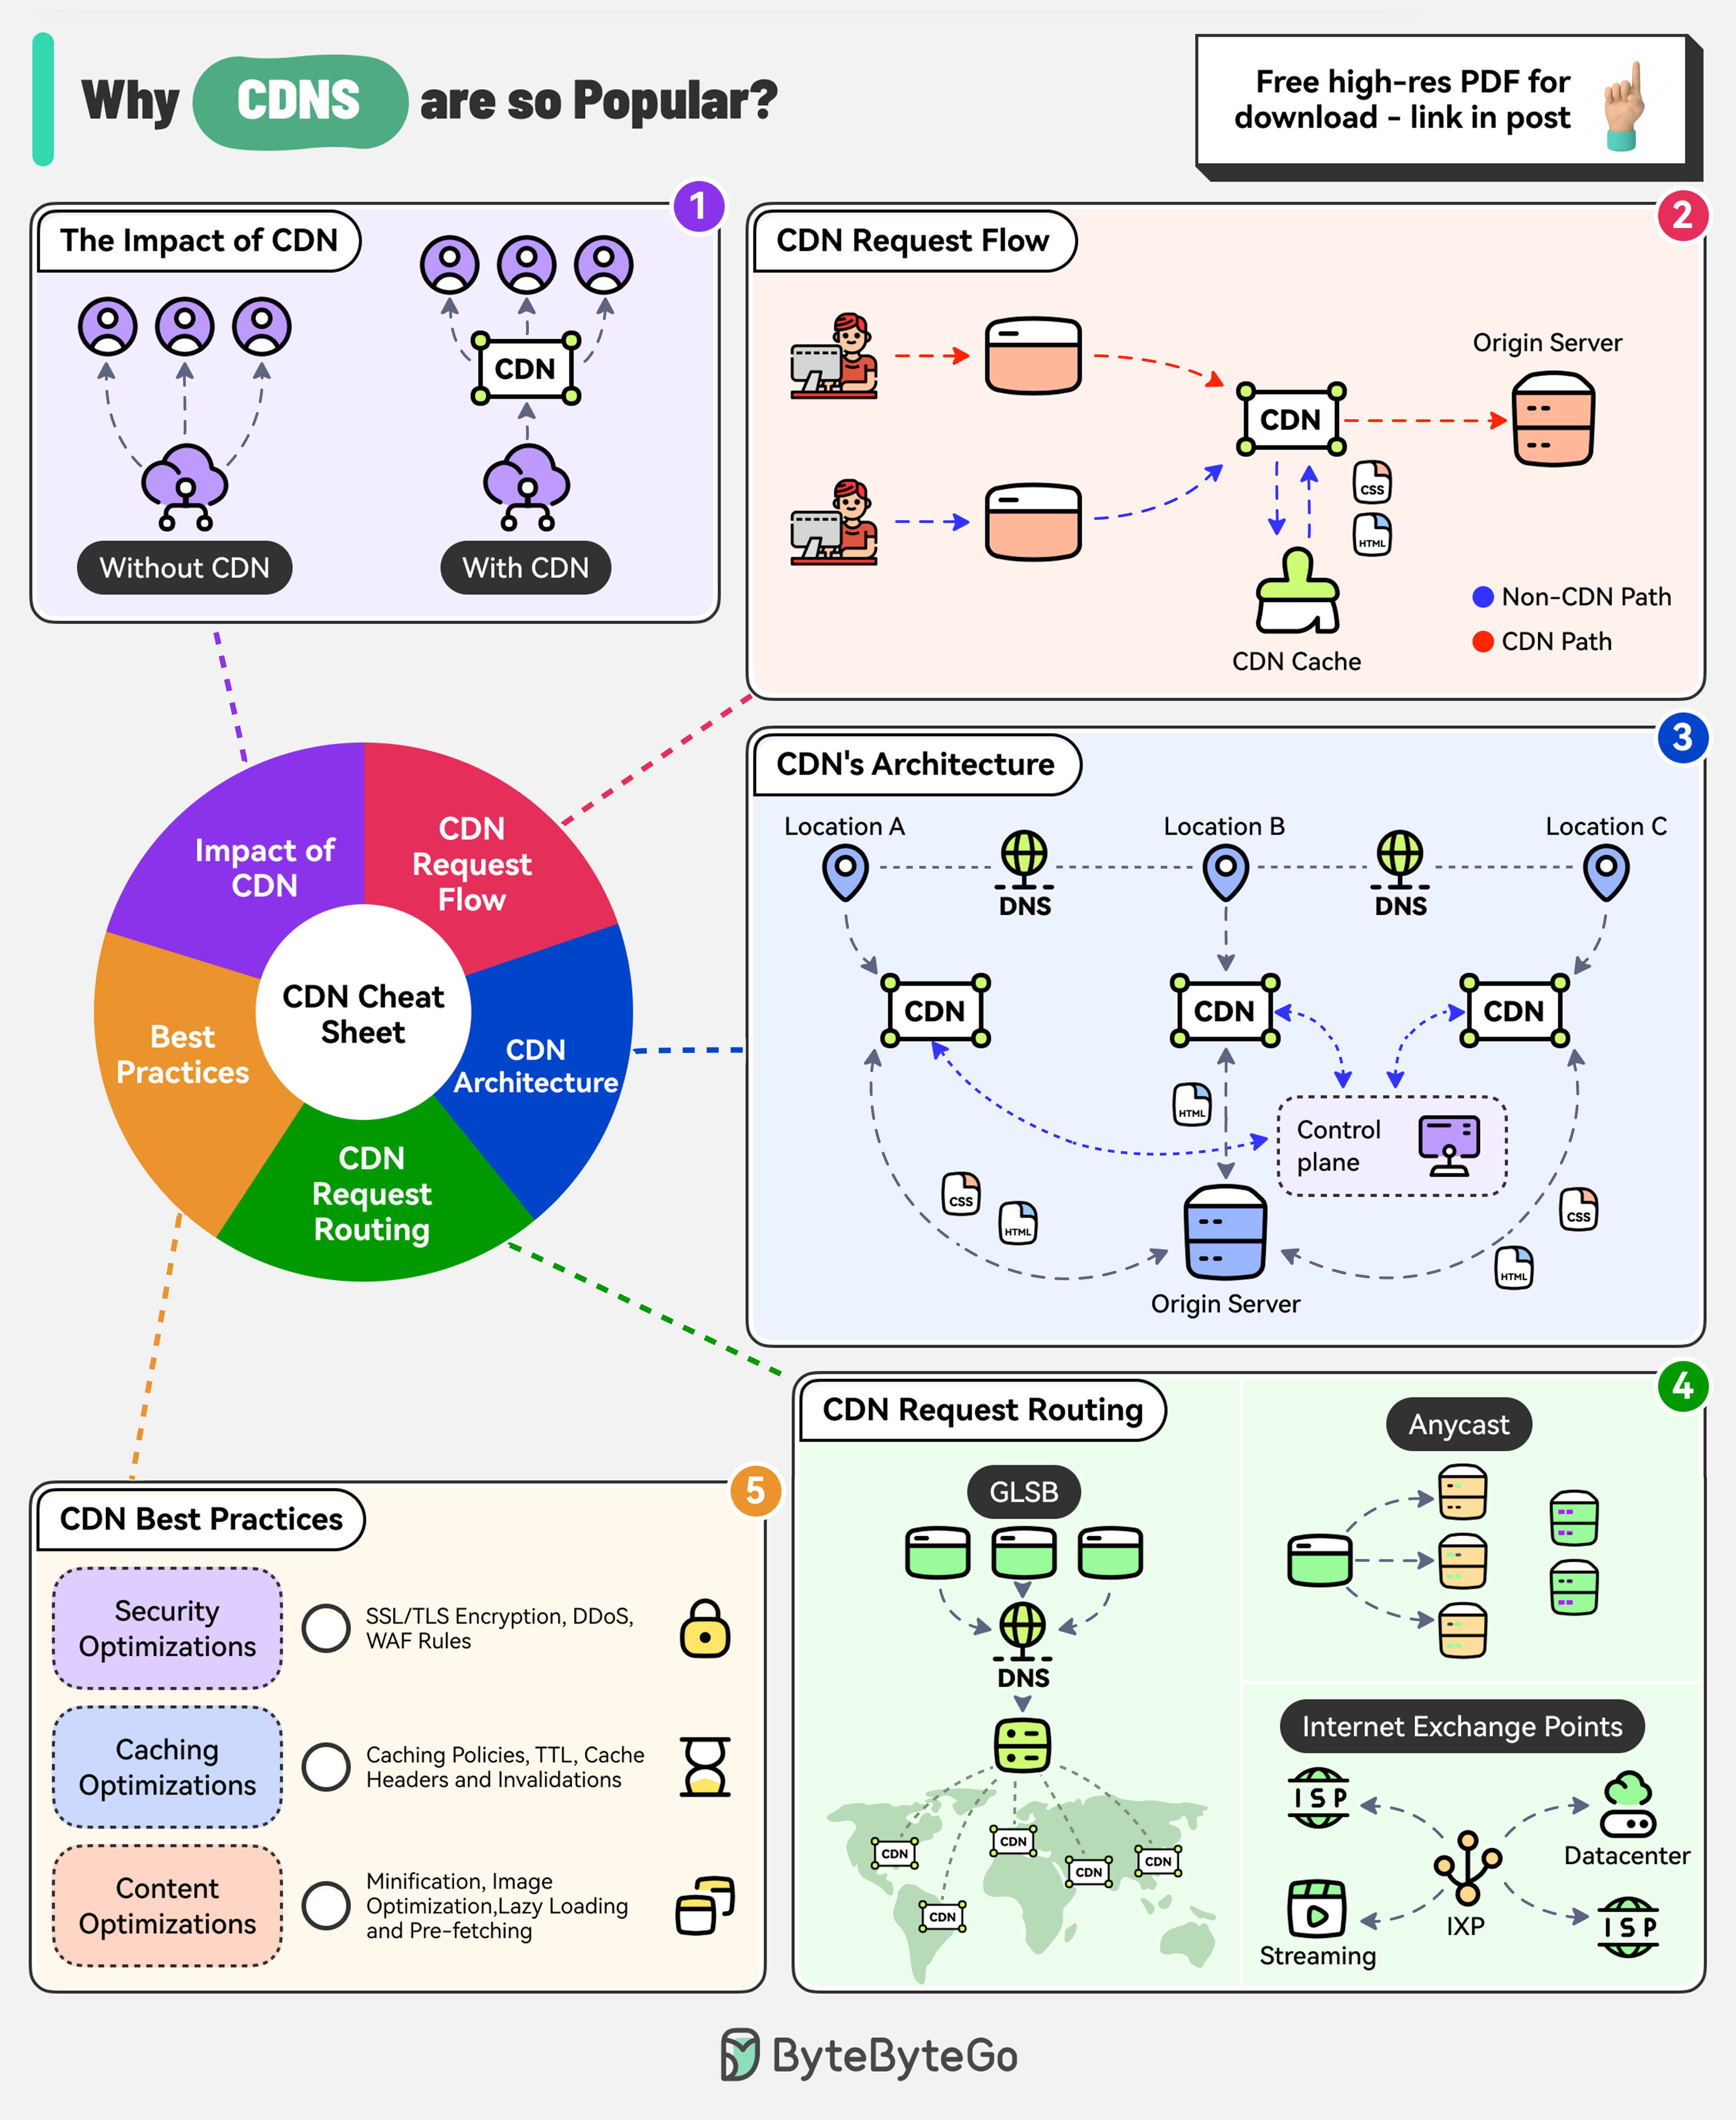 Why CDNS are so Popular?
Free high-res PDF for
download - link in post
1
The Impact of CDN
CDN
Without CDN
With CDN
2
CDN Request Flow
Origin Server
CDN
CSS
HTML
Non-CDN Path
CDN Path
CDN Cache
Impact of
CDN
CDN
Request
Flow
CDN Cheat
Sheet
Best
Practices
CDN
Architecture
CDN
Request
Routing
3
CDN's Architecture
Location A
Location B
Location C
DNS
DNS
CDN
CDN
CDN
HTML
Control
plane
CSS
HTML
CSS
HTML
Origin Server
4
CDN Request Routing
GLSB
DNS
CDN
CDN
CDN
CDN
CDN
Anycast
Internet Exchange Points
ISP
Datacenter
IXP
Streaming
ISP
5
CDN Best Practices
Security
Optimizations
SSL/TLS Encryption, DDoS,
WAF Rules
Caching
Optimizations
Caching Policies, TTL, Cache
Headers and Invalidations
Content
Optimizations
Minification, Image
Optimization,Lazy Loading
and Pre-fetching
ByteByteGo